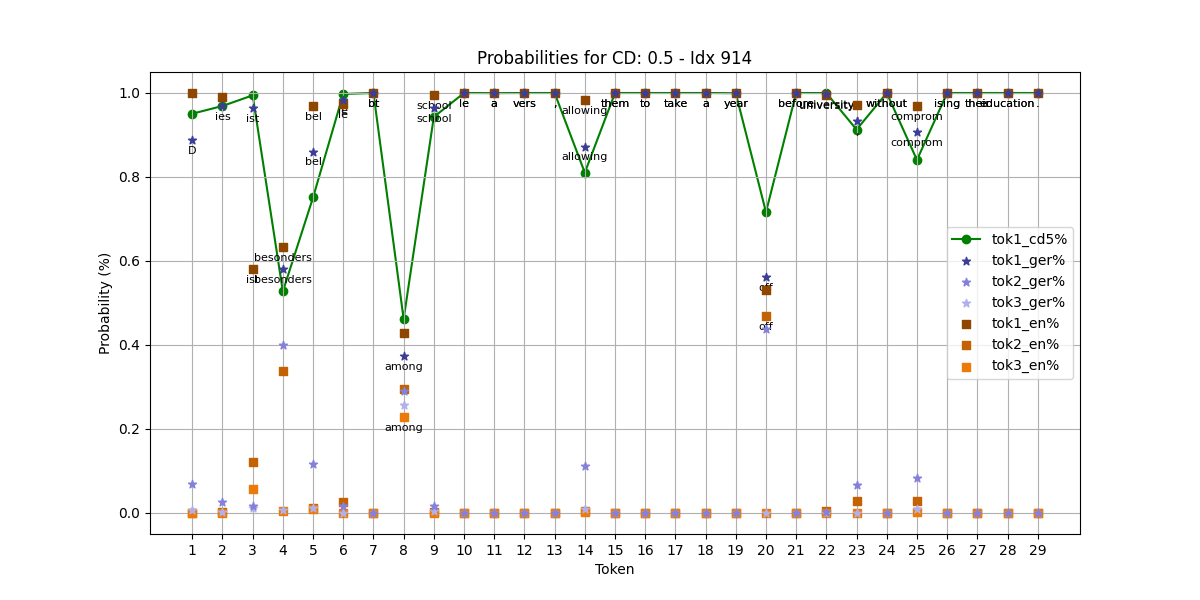 Probabilities for CD: 0.5 - Idx 914
Probability (%)
1.0
0.8
0.6
0.4
0.2
0.0
D
ies
ist
ist
besonders
besonders
bel
bel
ie
bt
among
among
school
school
le
a
vers
,
allowing
allowing
them
to
take
a
year
off
off
before
university
without
comprom
comprom
ising
their
education
.
tok1_cd5%
tok1_ger%
tok2_ger%
tok3_ger%
tok1_en%
tok2_en%
tok3_en%
1 2 3 4 5 6 7 8 9 10 11 12 13 14 15 16 17 18 19 20 21 22 23 24 25 26 27 28 29
Token